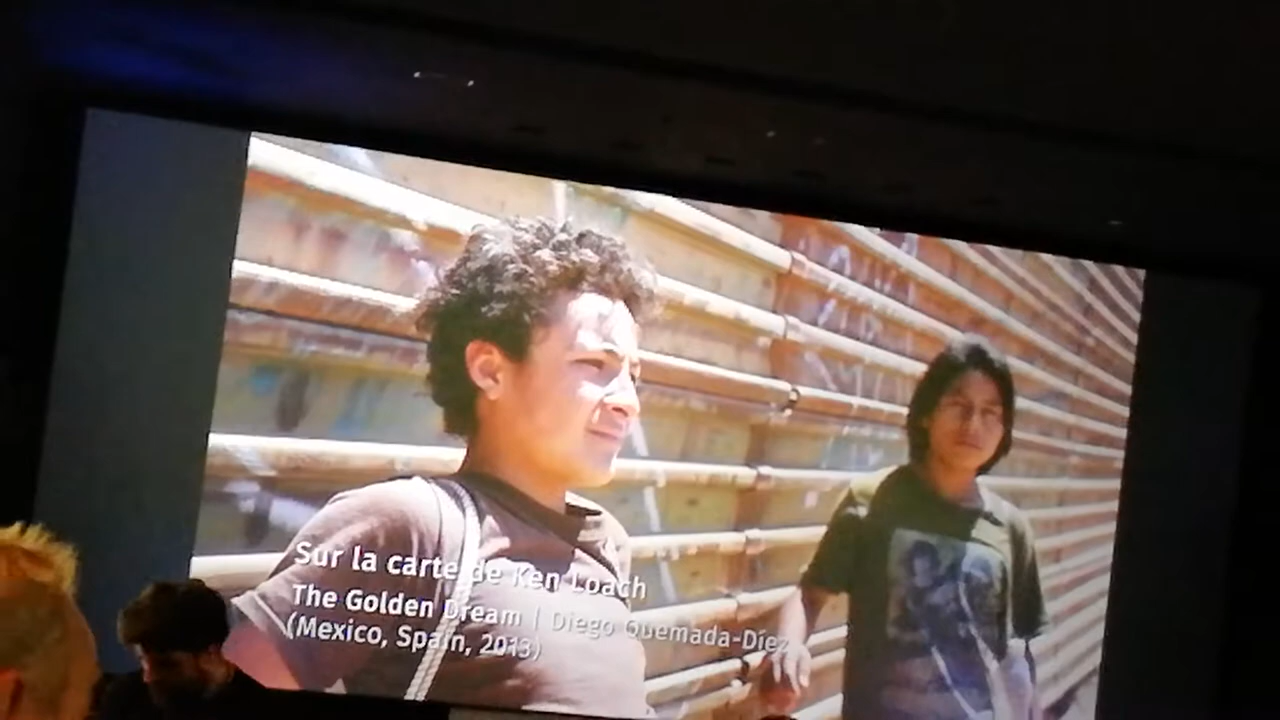 Sur la carte de Ken Loach
The Golden Dream | Diego Quemada-Díez
(Mexico, Spain, 2013)